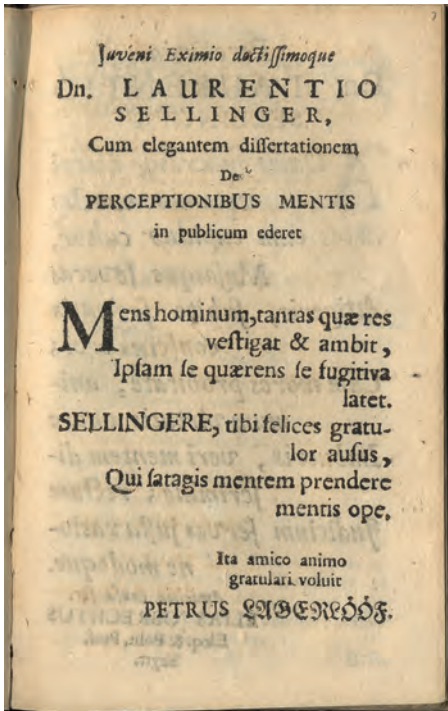 Juveni Eximio doctissimoque
Dn. LAURENTIO
SELLINGER,
Cum elegantem dissertationem
De
PERCEPTIONIBUS MENTIS
in publicum ederet
Mens hominum, tantas quæ res
vestigat & ambit,
Ipsam se quærens se fugitiva
latet.
SELLINGERE, tibi felices gratu-
lor ausus,
Qui satagis mentem prendere
mentis ope.
Ita amico animo
gratulari voluit
PETRUS LAGERLÖÖF.